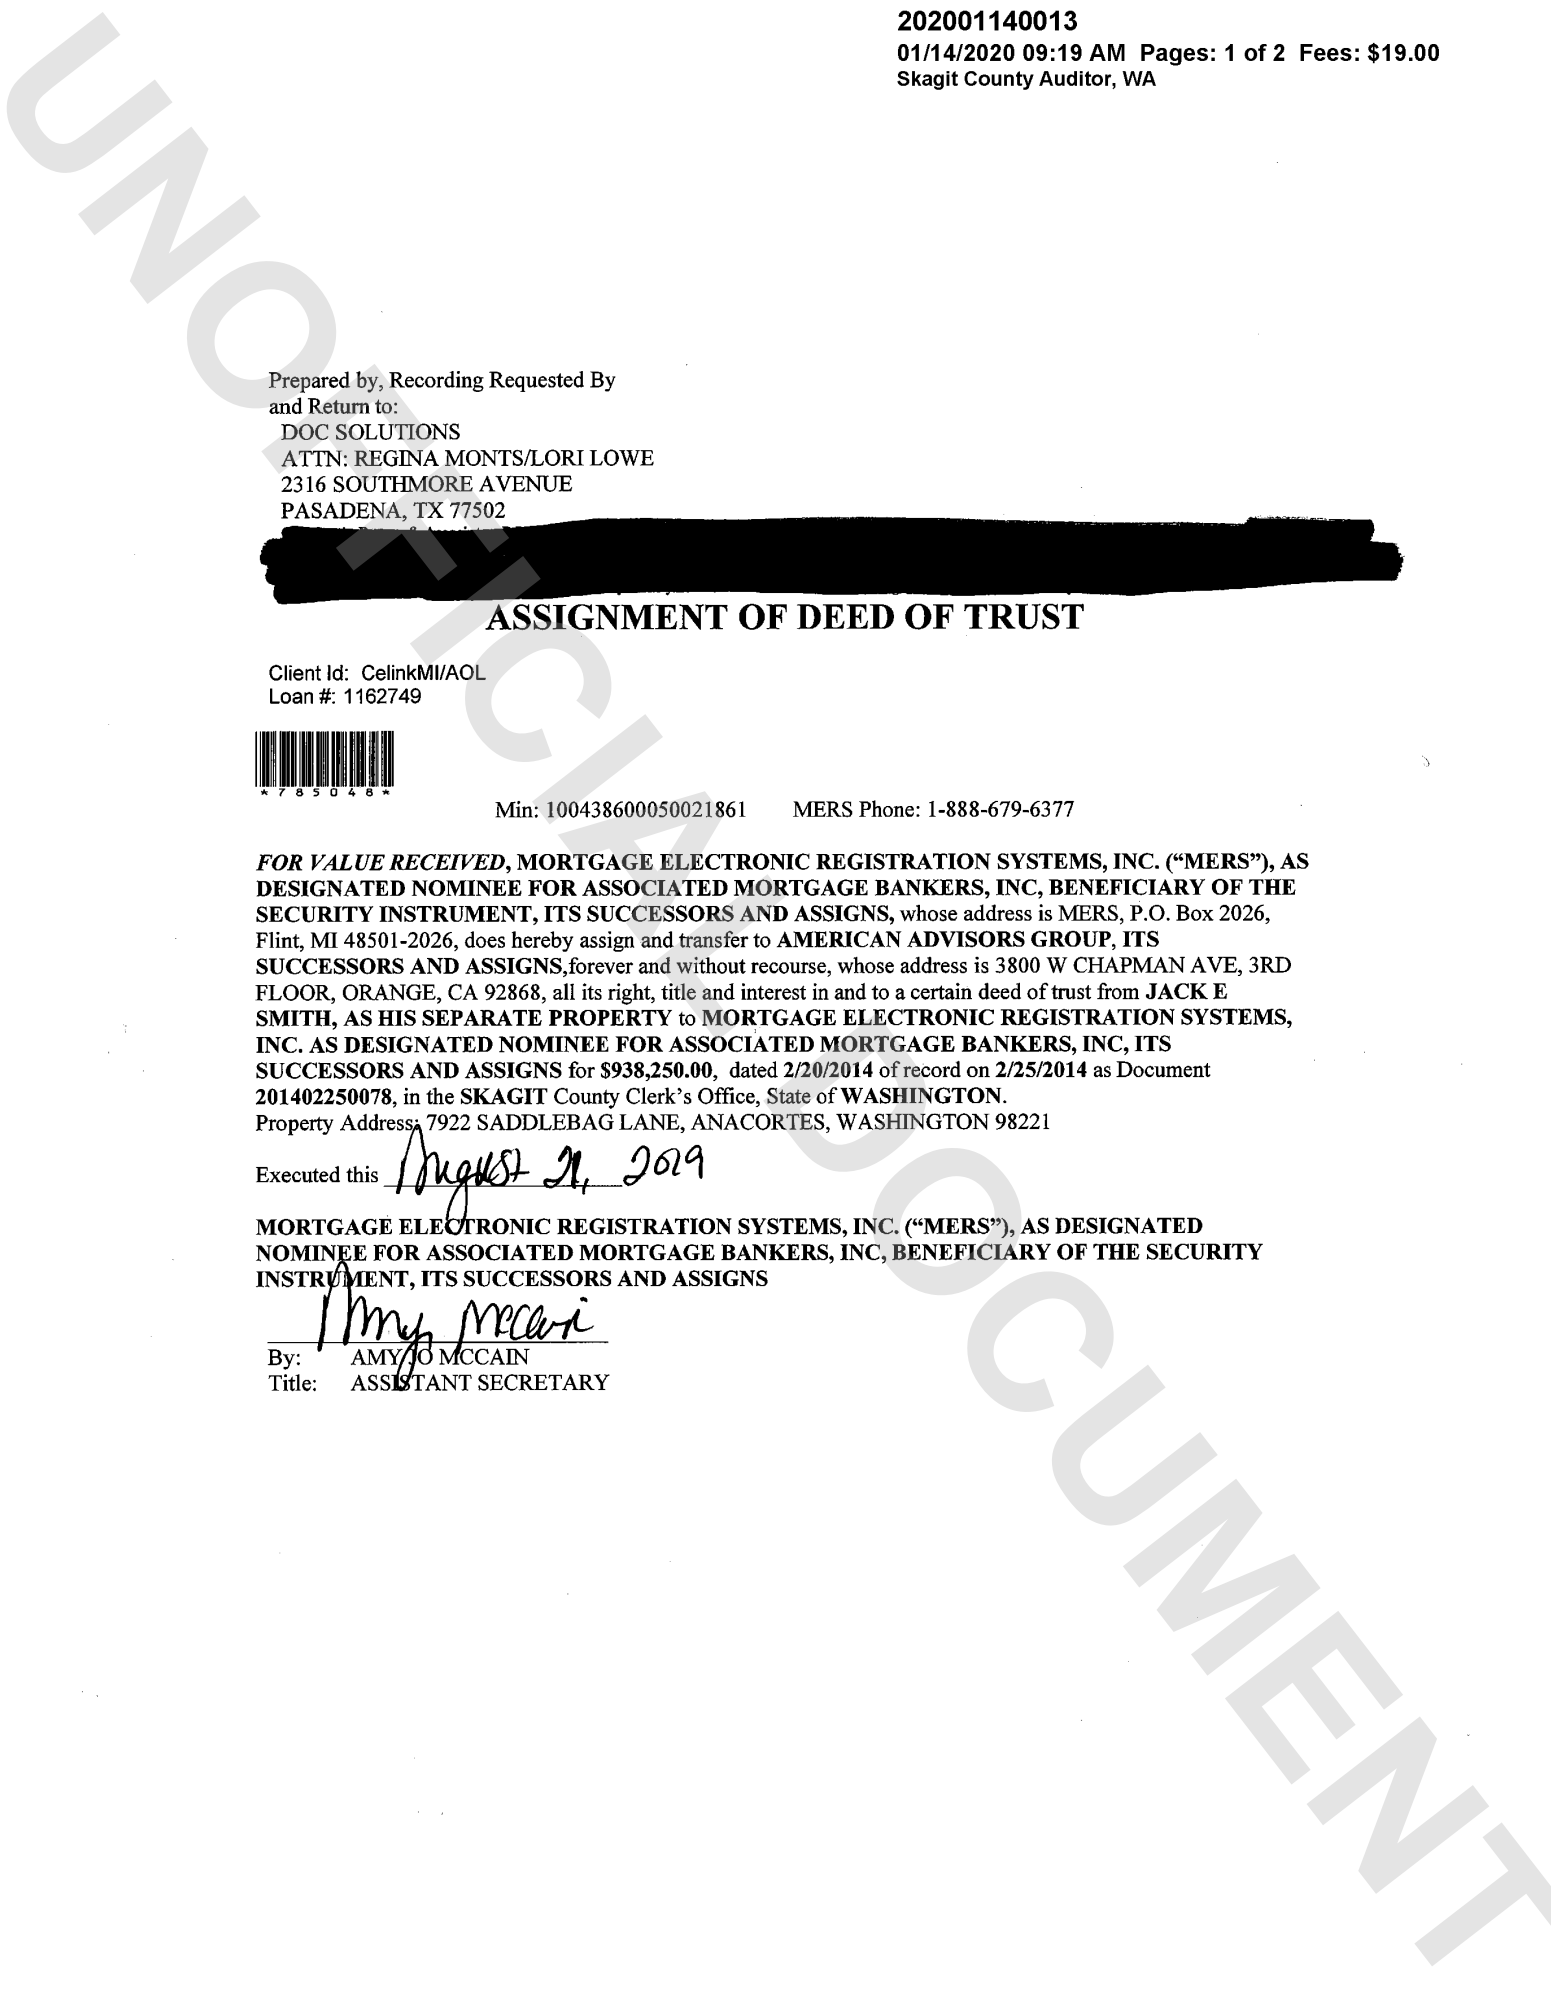 202001140013
01/14/2020 09:19 AM Pages: 1 of 2 Fees: $19.00
Skagit County Auditor, WA
Prepared by, Recording Requested By
and Return to:
DOC SOLUTIONS
ATTN: REGINA MONTS/LORI LOWE
2316 SOUTHMORE AVENUE
PASADENA, TX 77502
ASSIGNMENT OF DEED OF TRUST
Client Id: CelinkMI/AOL
Loan #: 1162749
*785048*
Min: 100438600050021861 MERS Phone: 1-888-679-6377
FOR VALUE RECEIVED, MORTGAGE ELECTRONIC REGISTRATION SYSTEMS, INC. (“MERS”), AS
DESIGNATED NOMINEE FOR ASSOCIATED MORTGAGE BANKERS, INC, BENEFICIARY OF THE
SECURITY INSTRUMENT, ITS SUCCESSORS AND ASSIGNS, whose address is MERS, P.O. Box 2026,
Flint, MI 48501-2026, does hereby assign and transfer to AMERICAN ADVISORS GROUP, ITS
SUCCESSORS AND ASSIGNS,forever and without recourse, whose address is 3800 W CHAPMAN AVE, 3RD
FLOOR, ORANGE, CA 92868, all its right, title and interest in and to a certain deed of trust from JACK E
SMITH, AS HIS SEPARATE PROPERTY to MORTGAGE ELECTRONIC REGISTRATION SYSTEMS,
INC. AS DESIGNATED NOMINEE FOR ASSOCIATED MORTGAGE BANKERS, INC, ITS
SUCCESSORS AND ASSIGNS for $938,250.00, dated 2/20/2014 of record on 2/25/2014 as Document
201402250078, in the SKAGIT County Clerk’s Office, State of WASHINGTON.
Property Address: 7922 SADDLEBAG LANE, ANACORTES, WASHINGTON 98221
Executed this August 21, 2019
MORTGAGE ELECTRONIC REGISTRATION SYSTEMS, INC. (“MERS”), AS DESIGNATED
NOMINEE FOR ASSOCIATED MORTGAGE BANKERS, INC, BENEFICIARY OF THE SECURITY
INSTRUMENT, ITS SUCCESSORS AND ASSIGNS
Amy McCain
By: AMY JO MCCAIN
Title: ASSISTANT SECRETARY
UNOFFICIAL DOCUMENT